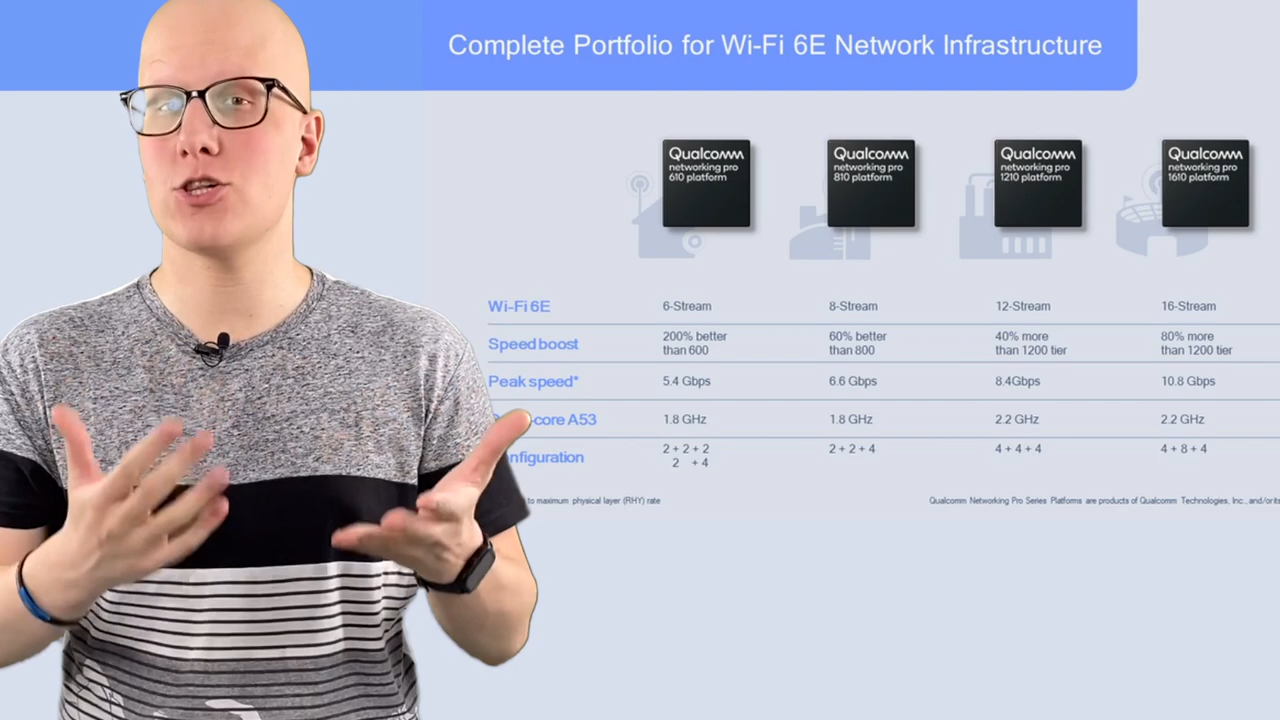 Complete Portfolio for Wi-Fi 6E Network Infrastructure
Qualcomm
networking pro
610 platform
Qualcomm
networking pro
810 platform
Qualcomm
networking pro
1210 platform
Qualcomm
networking pro
1610 platform
Wi-Fi 6E 6-Stream 8-Stream 12-Stream 16-Stream
Speed boost 200% better than 600 60% better than 800 40% more than 1200 tier 80% more than 1200 tier
Peak speed* 5.4 Gbps 6.6 Gbps 8.4Gbps 10.8 Gbps
-core A53 1.8 GHz 1.8 GHz 2.2 GHz 2.2 GHz
nfiguration 2 + 2 + 2 2 + 2 + 4 4 + 4 + 4 4 + 8 + 4
2 + 4
to maximum physical layer (RHY) rate
Qualcomm Networking Pro Series Platforms are products of Qualcomm Technologies, Inc., and/or its